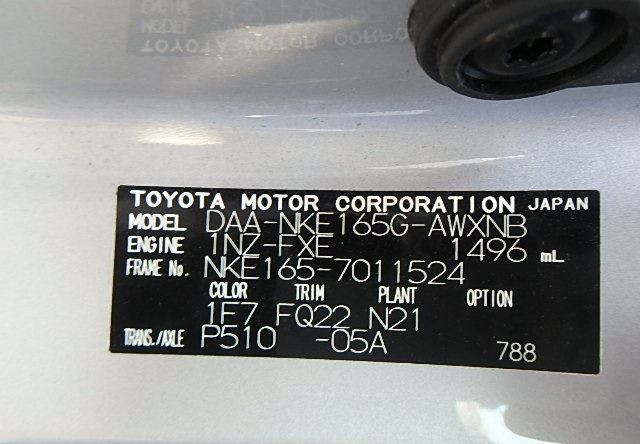 TOYOTA MOTOR CORPORATION JAPAN
MODEL DAA-NKE165G-AWXNB
ENGINE 1NZ-FXE 1496 mL
FRAME No. NKE165-7011524
COLOR TRIM PLANT OPTION
1F7 FQ22 N21
TRANS./AXLE P510 -05A 788